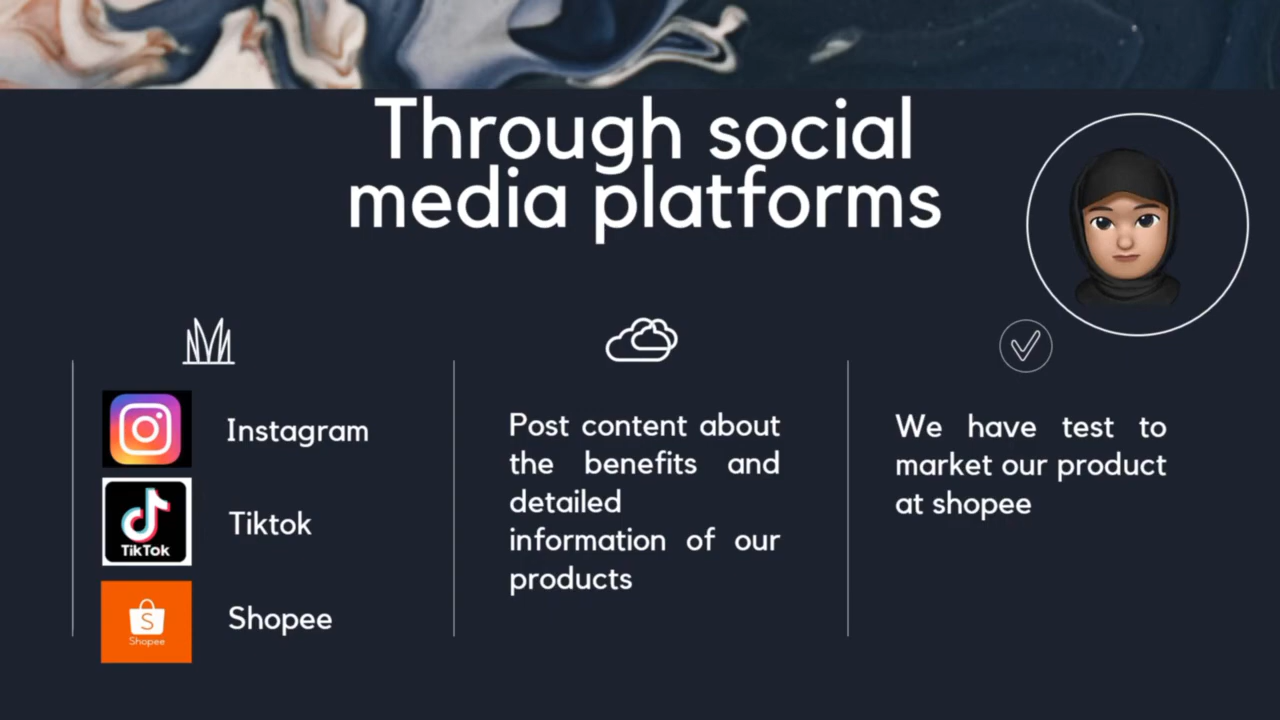 Through social
media platforms
Instagram
TikTok
Tiktok
Shopee
Shopee
Post content about
the benefits and
detailed
information of our
products
We have test to
market our product
at shopee